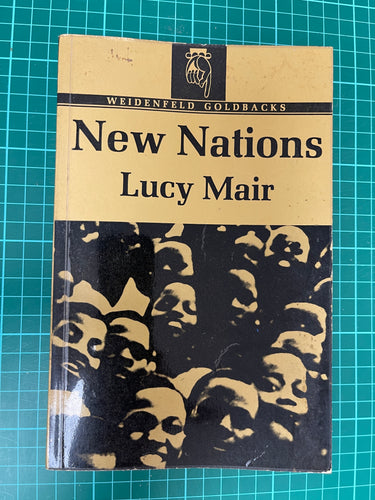 WEIDENFELD GOLDBACKS
New Nations
Lucy Mair